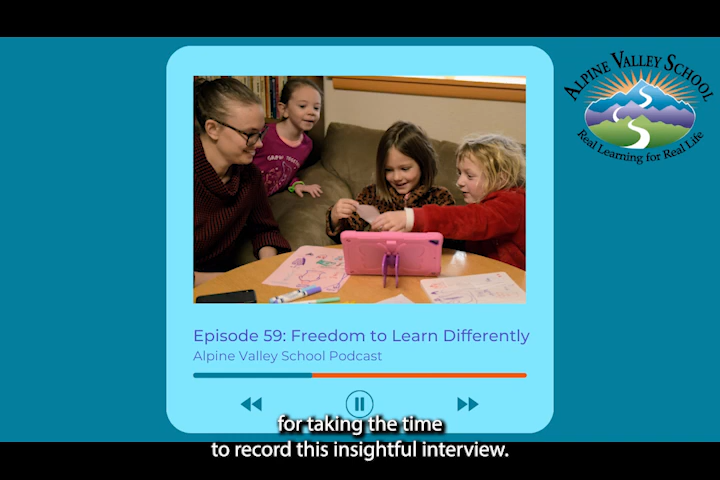 ALPINE VALLEY SCHOOL
Real Learning for Real Life
Episode 59: Freedom to Learn Differently
Alpine Valley School Podcast
for taking the time
to record this insightful interview.